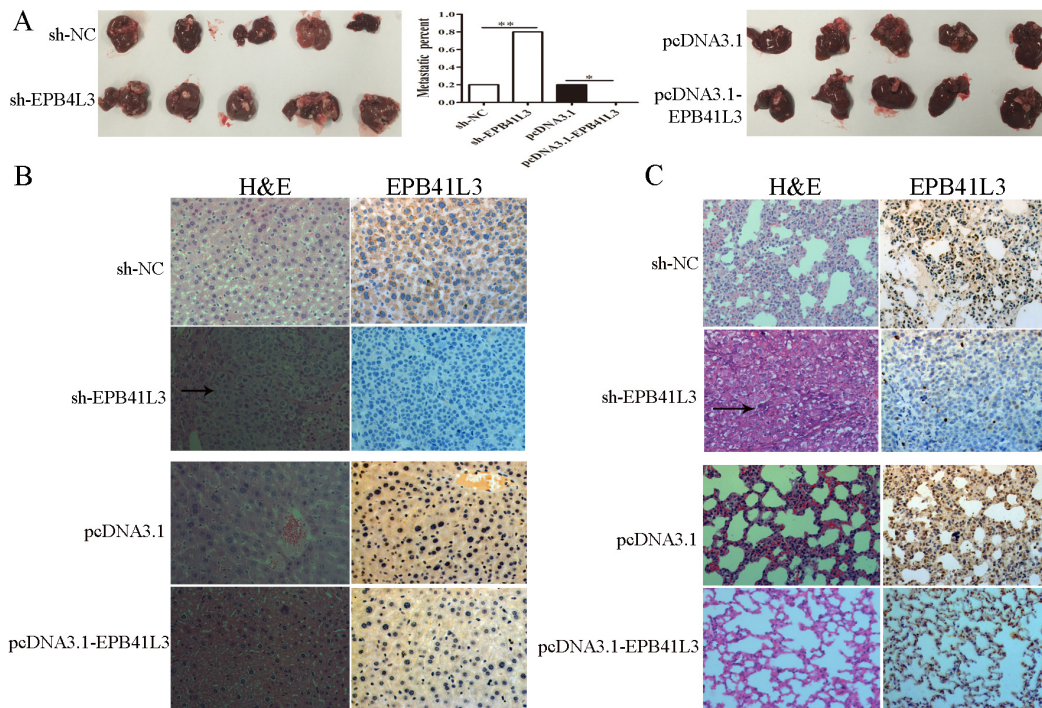 A
sh-NC
sh-EPB4L3
Metastatic percent
1.0
0.8
0.6
0.4
0.2
0.0
**
*
sh-NC
sh-EPB41L3
pcDNA3.1
pcDNA3.1-EPB41L3
pcDNA3.1
pcDNA3.1-
EPB41L3
B
H&E
EPB41L3
sh-NC
sh-EPB41L3
pcDNA3.1
pcDNA3.1-EPB41L3
C
H&E
EPB41L3
sh-NC
sh-EPB41L3
pcDNA3.1
pcDNA3.1-EPB41L3